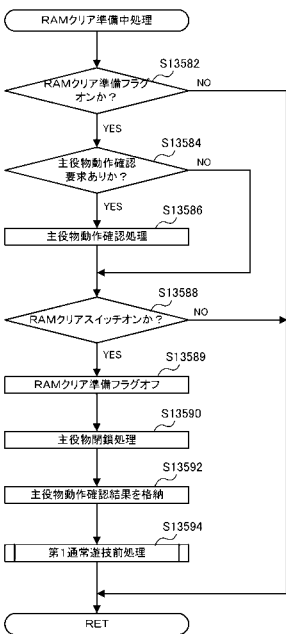 RAMクリア準備中処理
S13582
RAMクリア準備フラグ
オンか？
NO
YES
S13584
主役物動作確認
要求ありか？
NO
YES
S13586
主役物動作確認処理
S13588
RAMクリアスイッチオンか？
NO
YES
S13589
RAMクリア準備フラグオフ
S13590
主役物閉鎖処理
S13592
主役物動作確認結果を格納
S13594
第1通常遊技前処理
RET